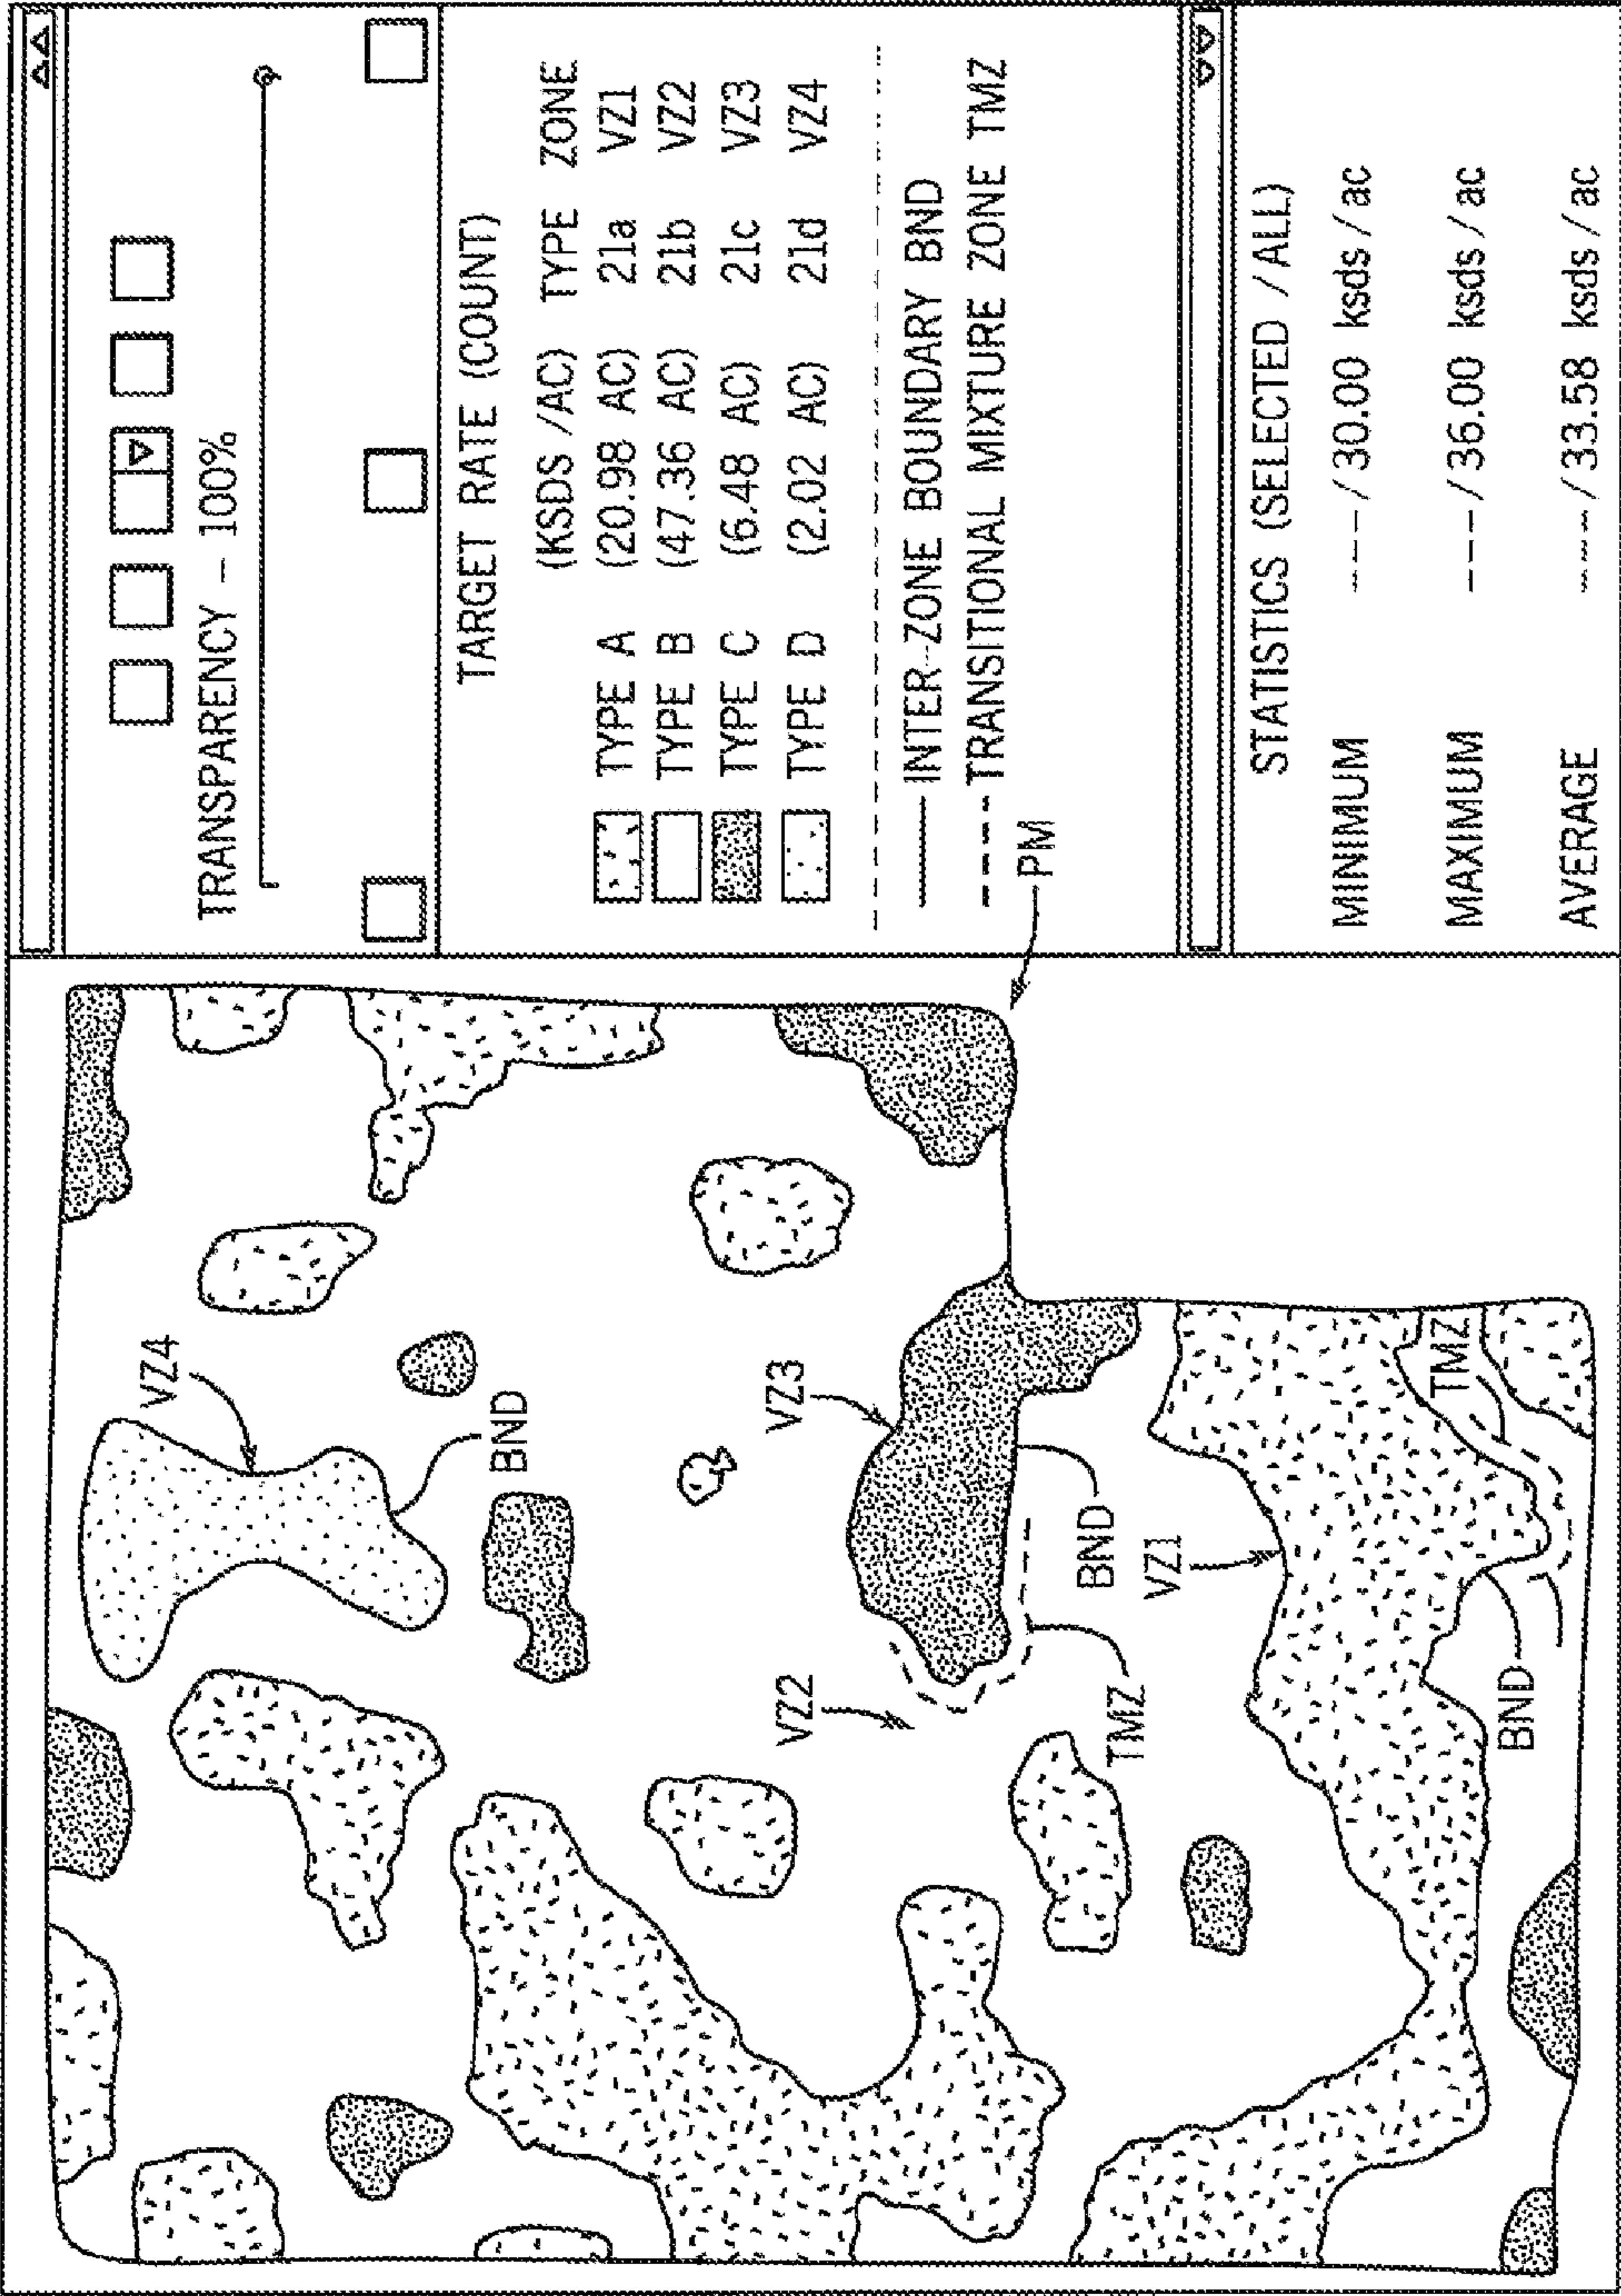 VZ4
BND
VZ3
VZ2
BND
VZ1
TMZ
TMZ
BND
PM
TRANSPARENCY – 100%
TARGET RATE (COUNT)
(KSDS /AC) TYPE ZONE
TYPE A (20.98 AC) 21a VZ1
TYPE B (47.36 AC) 21b VZ2
TYPE C (6.48 AC) 21c VZ3
TYPE D (2.02 AC) 21d VZ4
INTER-ZONE BOUNDARY BND
TRANSITIONAL MIXTURE ZONE TMZ
STATISTICS (SELECTED /ALL)
MINIMUM ---/30.00 ksds/ac
MAXIMUM ---/36.00 ksds/ac
AVERAGE ---/33.58 ksds/ac